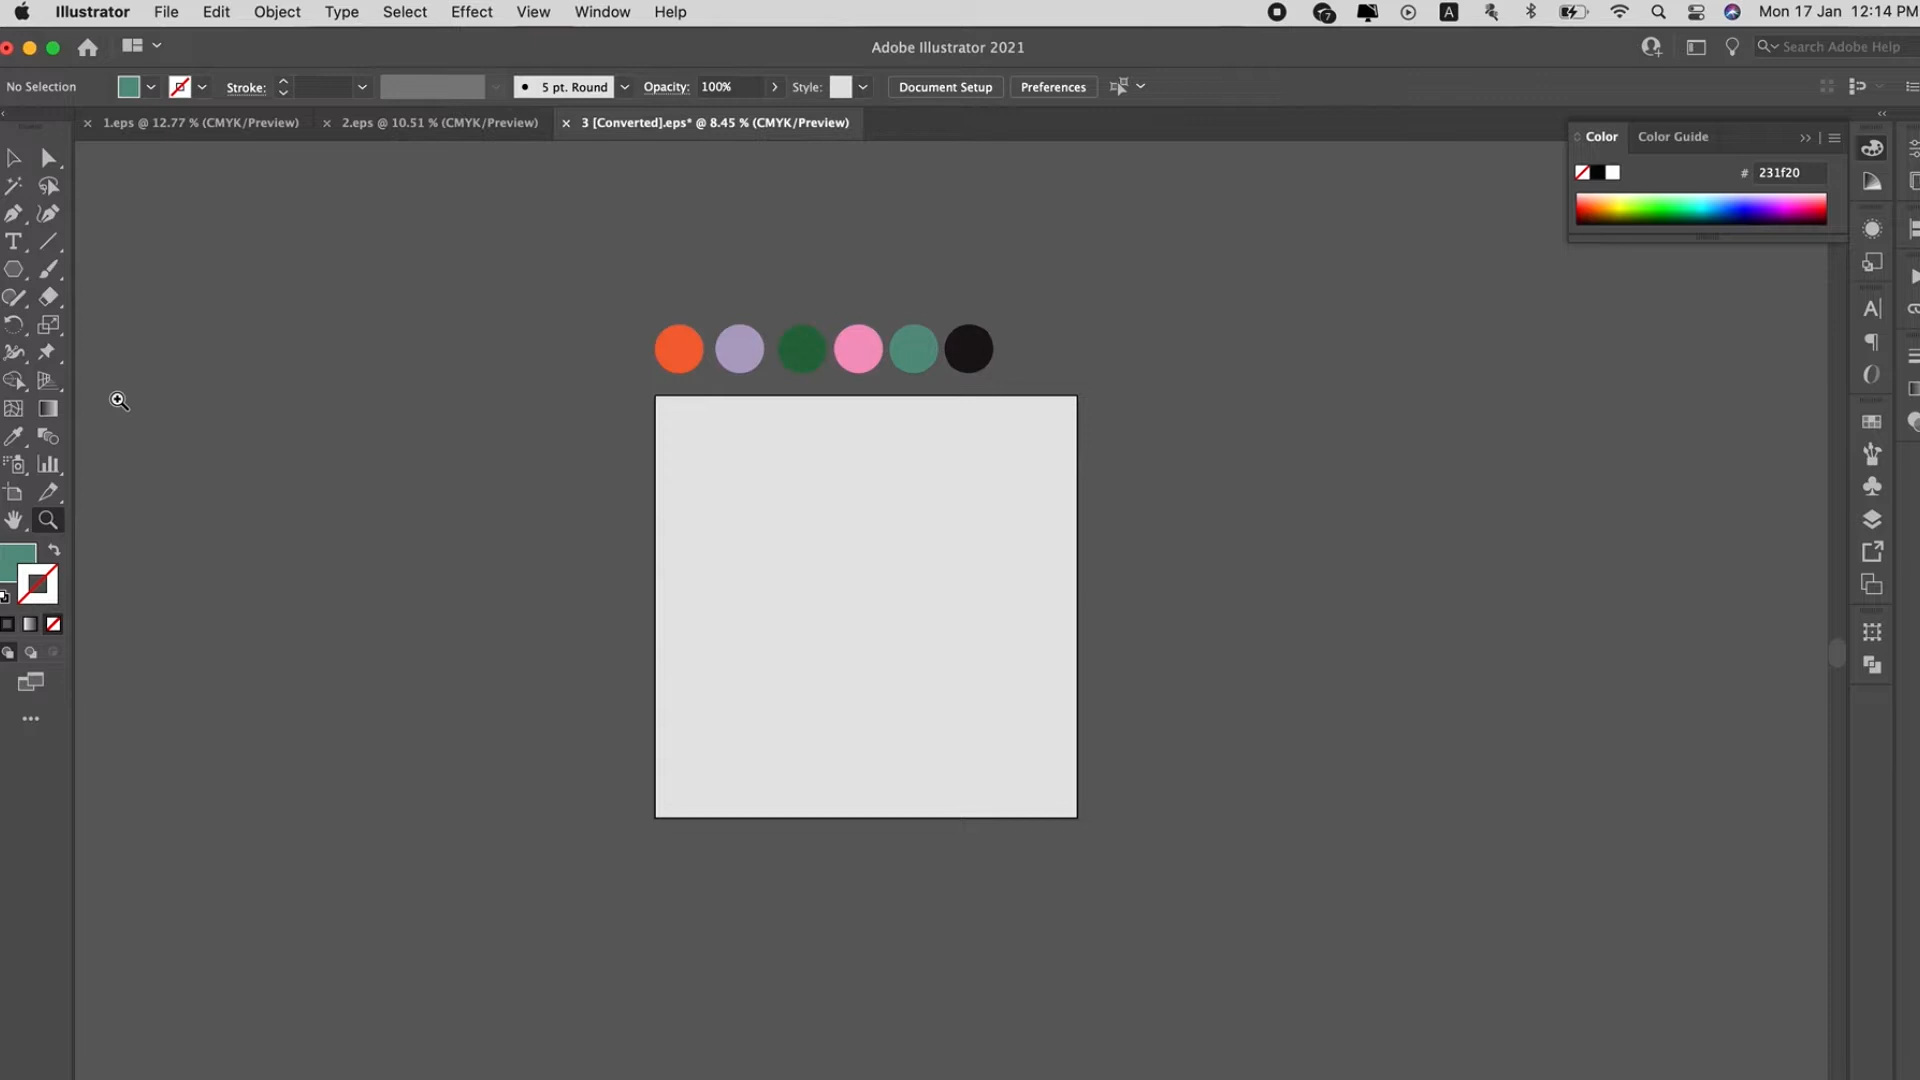 Illustrator File Edit Object Type Select Effect View Window Help
7 A Mon 17 Jan 12:14 PM
Adobe Illustrator 2021
Search Adobe Help
No Selection Stroke: 5 pt. Round Opacity: 100% Style: Document Setup Preferences
1.eps @ 12.77 % (CMYK/Preview) 2.eps @ 10.51 % (CMYK/Preview) 3 [Converted].eps* @ 8.45 % (CMYK/Preview)
Color Color Guide
# 231f20